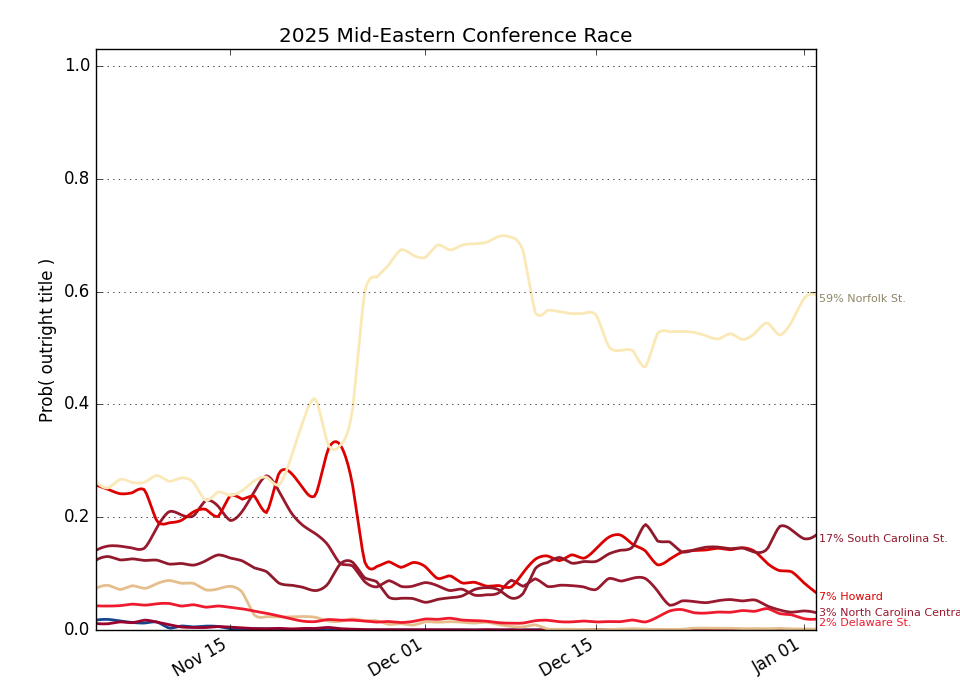 2025 Mid-Eastern Conference Race
Prob( outright title )
1.0
0.8
0.6
0.4
0.2
0.0
Nov 15
Dec 01
Dec 15
Jan 01
59% Norfolk St.
17% South Carolina St.
7% Howard
3% North Carolina Centra
2% Delaware St.